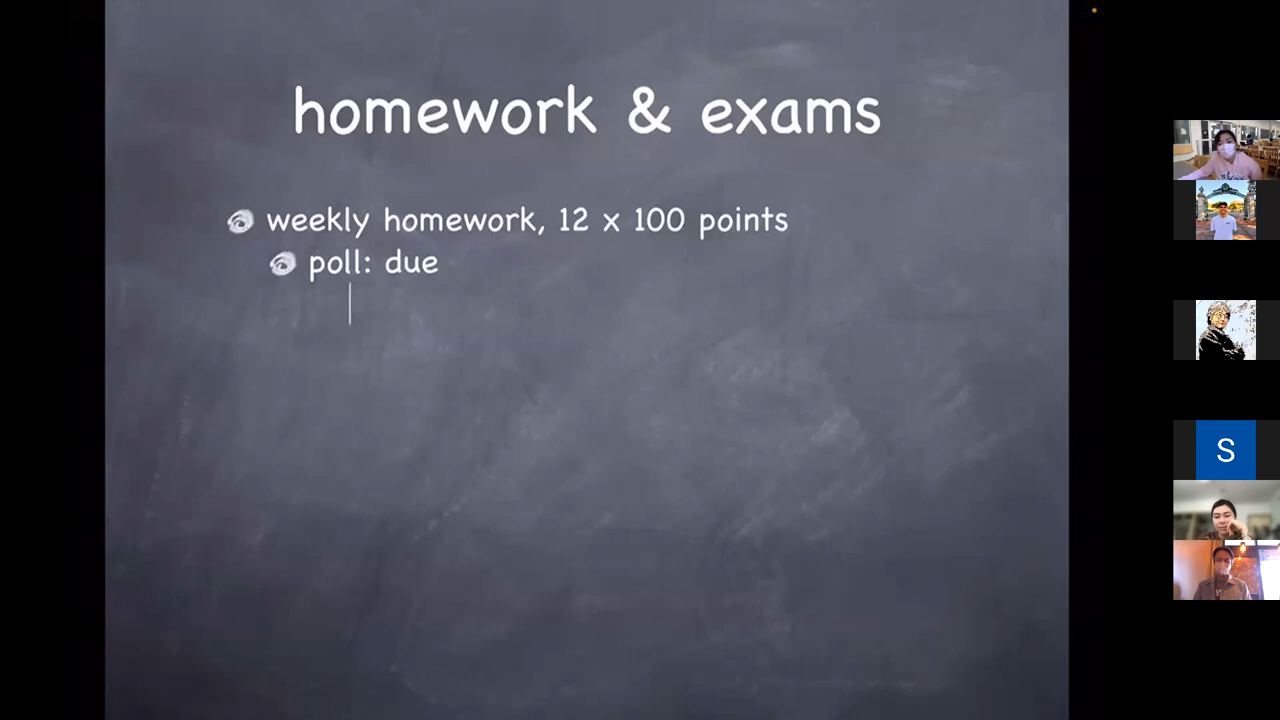 homework & exams
weekly homework, 12 x 100 points
poll: due
S